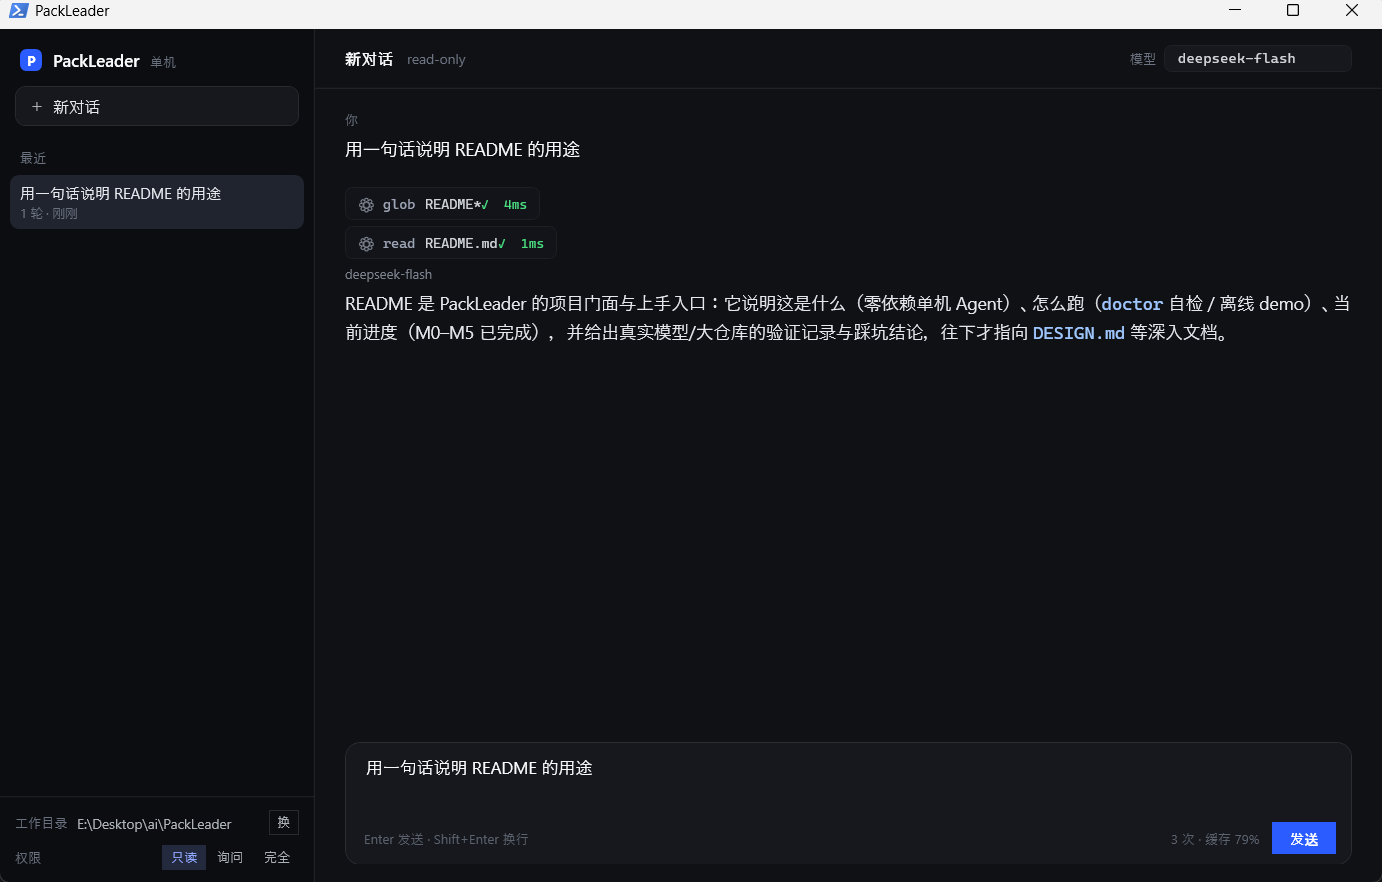 PackLeader
P PackLeader 单机
+ 新对话
最近
用一句话说明 README 的用途
1 轮 · 刚刚
工作目录 E:\Desktop\ai\PackLeader 换
权限 只读 询问 完全
新对话 read-only 模型 deepseek-flash
你
用一句话说明 README 的用途
glob README*✓ 4ms
read README.md✓ 1ms
deepseek-flash
README 是 PackLeader 的项目门面与上手入口：它说明这是什么（零依赖单机 Agent）、怎么跑（doctor 自检 / 离线 demo）、当
前进度（M0–M5 已完成），并给出真实模型/大仓库的验证记录与踩坑结论，往下才指向 DESIGN.md 等深入文档。
用一句话说明 README 的用途
Enter 发送 · Shift+Enter 换行 3 次 · 缓存 79% 发送